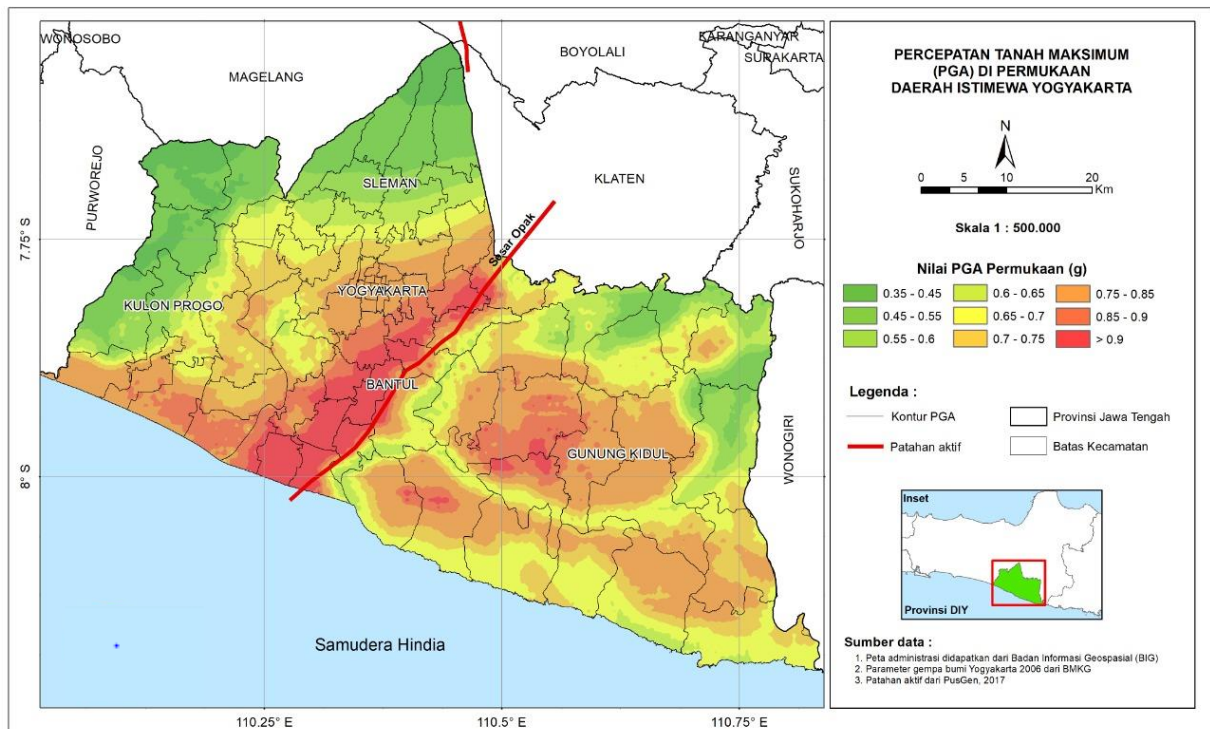 WONOSOBO
MAGELANG
BOYOLALI
KARANGANYAR
SURAKARTA
PURWOREJO
SLEMAN
KLATEN
SUKOHARJO
Sesar Opak
KULON PROGO
YOGYAKARTA
BANTUL
GUNUNG KIDUL
WONOGIRI
Samudera Hindia
7.75° S
8° S
110.25° E
110.5° E
110.75° E
PERCEPATAN TANAH MAKSIMUM
(PGA) DI PERMUKAAN
DAERAH ISTIMEWA YOGYAKARTA
N
0 5 10 20
Km
Skala 1 : 500.000
Nilai PGA Permukaan (g)
0.35 - 0.45 0.6 - 0.65 0.75 - 0.85
0.45 - 0.55 0.65 - 0.7 0.85 - 0.9
0.55 - 0.6 0.7 - 0.75 > 0.9
Legenda :
Kontur PGA Provinsi Jawa Tengah
Patahan aktif Batas Kecamatan
Inset
Provinsi DIY
Sumber data :
1. Peta administrasi didapatkan dari Badan Informasi Geospasial (BIG)
2. Parameter gempa bumi Yogyakarta 2006 dari BMKG
3. Patahan aktif dari PusGen, 2017